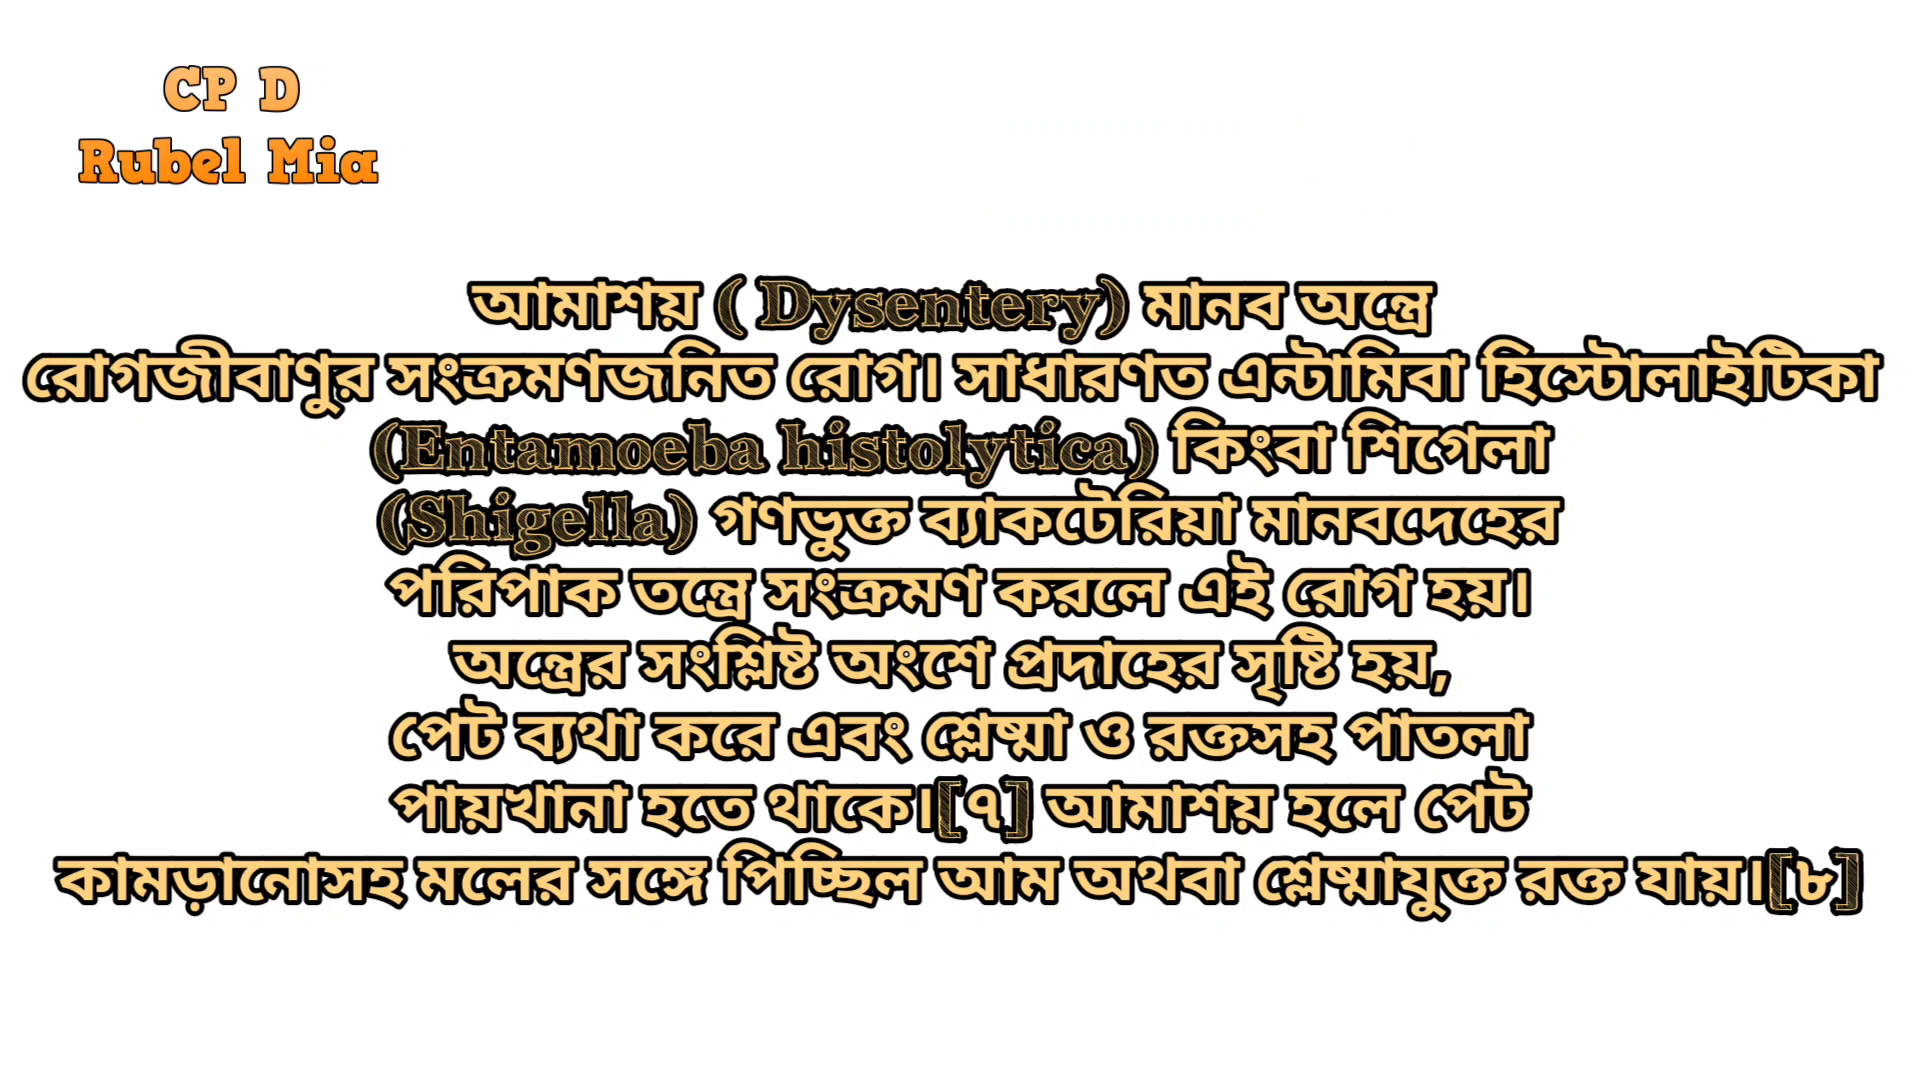 CP D
Rubel Mia
আমাশয় ( Dysentery) মানব অন্ত্রে
রোগজীবাণুর সংক্রমণজনিত রোগ। সাধারণত এন্টামিবা হিস্টোলাইটিকা
(Entamoeba histolytica) কিংবা শিগেলা
(Shigella) গণভুক্ত ব্যাকটেরিয়া মানবদেহের
পরিপাক তন্ত্রে সংক্রমণ করলে এই রোগ হয়।
অন্ত্রের সংশ্লিষ্ট অংশে প্রদাহের সৃষ্টি হয়,
পেট ব্যথা করে এবং শ্লেষ্মা ও রক্তসহ পাতলা
পায়খানা হতে থাকে।[৭] আমাশয় হলে পেট
কামড়ানোসহ মলের সঙ্গে পিচ্ছিল আম অথবা শ্লেষ্মাযুক্ত রক্ত যায়।[৮]